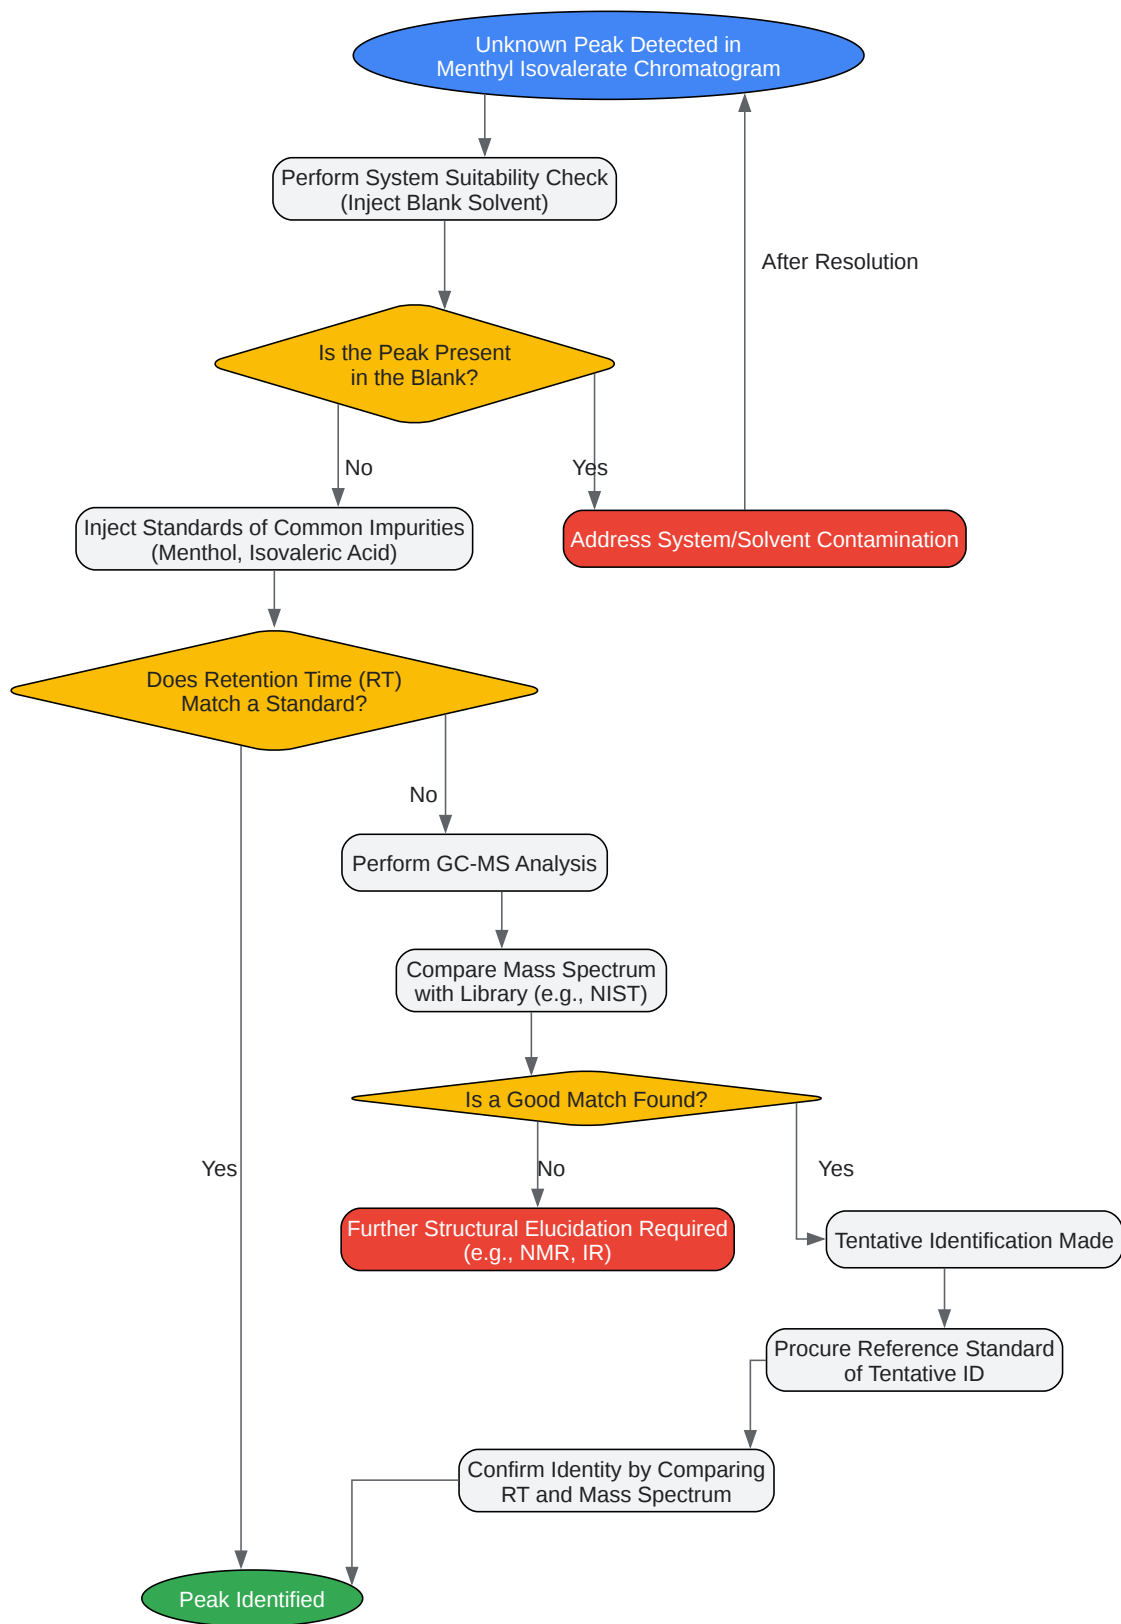 Unknown Peak Detected in
Menthyl Isovalerate Chromatogram
Perform System Suitability Check
(Inject Blank Solvent)
After Resolution
Is the Peak Present
in the Blank?
No
Yes
Inject Standards of Common Impurities
(Menthol, Isovaleric Acid)
Address System/Solvent Contamination
Does Retention Time (RT)
Match a Standard?
No
Perform GC-MS Analysis
Compare Mass Spectrum
with Library (e.g., NIST)
Is a Good Match Found?
Yes
No
Yes
Further Structural Elucidation Required
(e.g., NMR, IR)
Tentative Identification Made
Procure Reference Standard
of Tentative ID
Confirm Identity by Comparing
RT and Mass Spectrum
Peak Identified